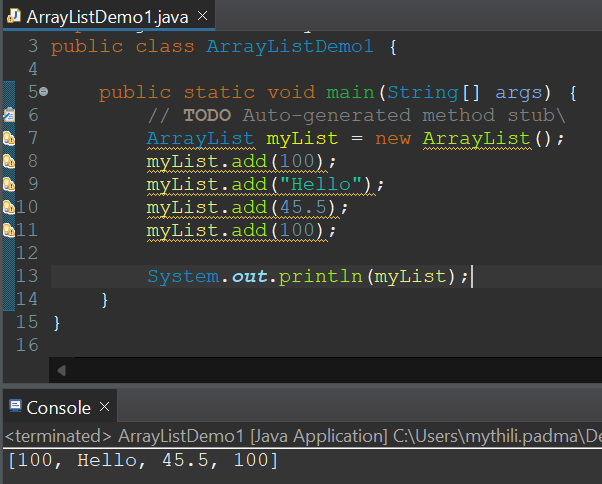 ArrayListDemo1.java ×
3 public class ArrayListDemo1 {
4
5     public static void main(String[] args) {
6         // TODO Auto-generated method stub\
7         ArrayList myList = new ArrayList();
8         myList.add(100);
9         myList.add("Hello");
10         myList.add(45.5);
11         myList.add(100);
12
13         System.out.println(myList);
14     }
15 }
16
Console ×
<terminated> ArrayListDemo1 [Java Application] C:\Users\mythili.padma\De
[100, Hello, 45.5, 100]